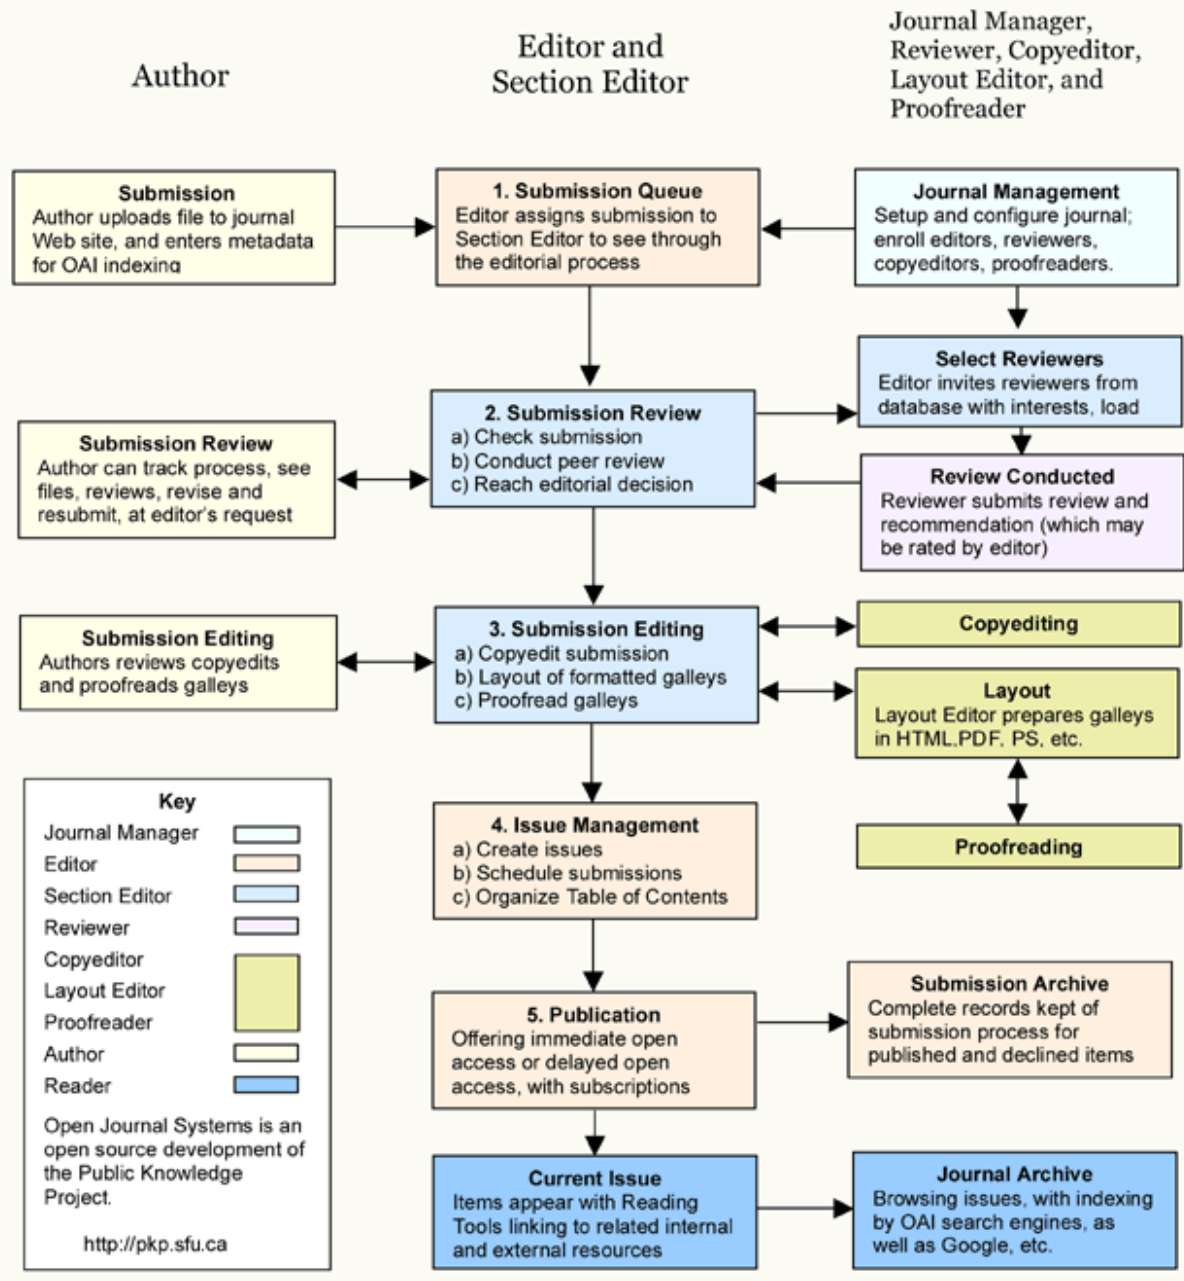 Author
Editor and
Section Editor
Journal Manager,
Reviewer, Copyeditor,
Layout Editor, and
Proofreader
Submission
Author uploads file to journal
Web site, and enters metadata
for OAI indexing
1. Submission Queue
Editor assigns submission to
Section Editor to see through
the editorial process
Journal Management
Setup and configure journal;
enroll editors, reviewers,
copyeditors, proofreaders.
Select Reviewers
Editor invites reviewers from
database with interests, load
2. Submission Review
a) Check submission
b) Conduct peer review
c) Reach editorial decision
Submission Review
Author can track process, see
files, reviews, revise and
resubmit, at editor's request
Review Conducted
Reviewer submits review and
recommendation (which may
be rated by editor)
Submission Editing
Authors reviews copyedits
and proofreads galleys
3. Submission Editing
a) Copyedit submission
b) Layout of formatted galleys
c) Proofread galleys
Copyediting
Layout
Layout Editor prepares galleys
in HTML,PDF, PS, etc.
Proofreading
Key
Journal Manager
Editor
Section Editor
Reviewer
Copyeditor
Layout Editor
Proofreader
Author
Reader
Open Journal Systems is an
open source development of
the Public Knowledge
Project.
http://pkp.sfu.ca
4. Issue Management
a) Create issues
b) Schedule submissions
c) Organize Table of Contents
5. Publication
Offering immediate open
access or delayed open
access, with subscriptions
Submission Archive
Complete records kept of
submission process for
published and declined items
Current Issue
Items appear with Reading
Tools linking to related internal
and external resources
Journal Archive
Browsing issues, with indexing
by OAI search engines, as
well as Google, etc.